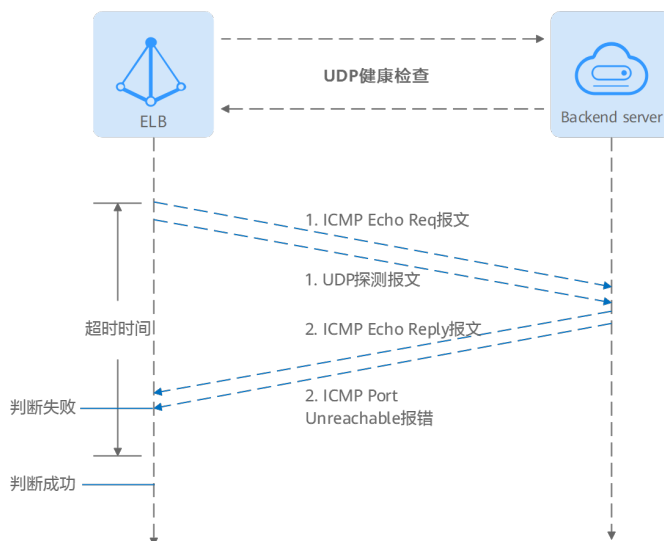 UDP健康检查
ELB
Backend server
1. ICMP Echo Req报文
1. UDP探测报文
超时时间
2. ICMP Echo Reply报文
2. ICMP Port
Unreachable报错
判断失败
判断成功